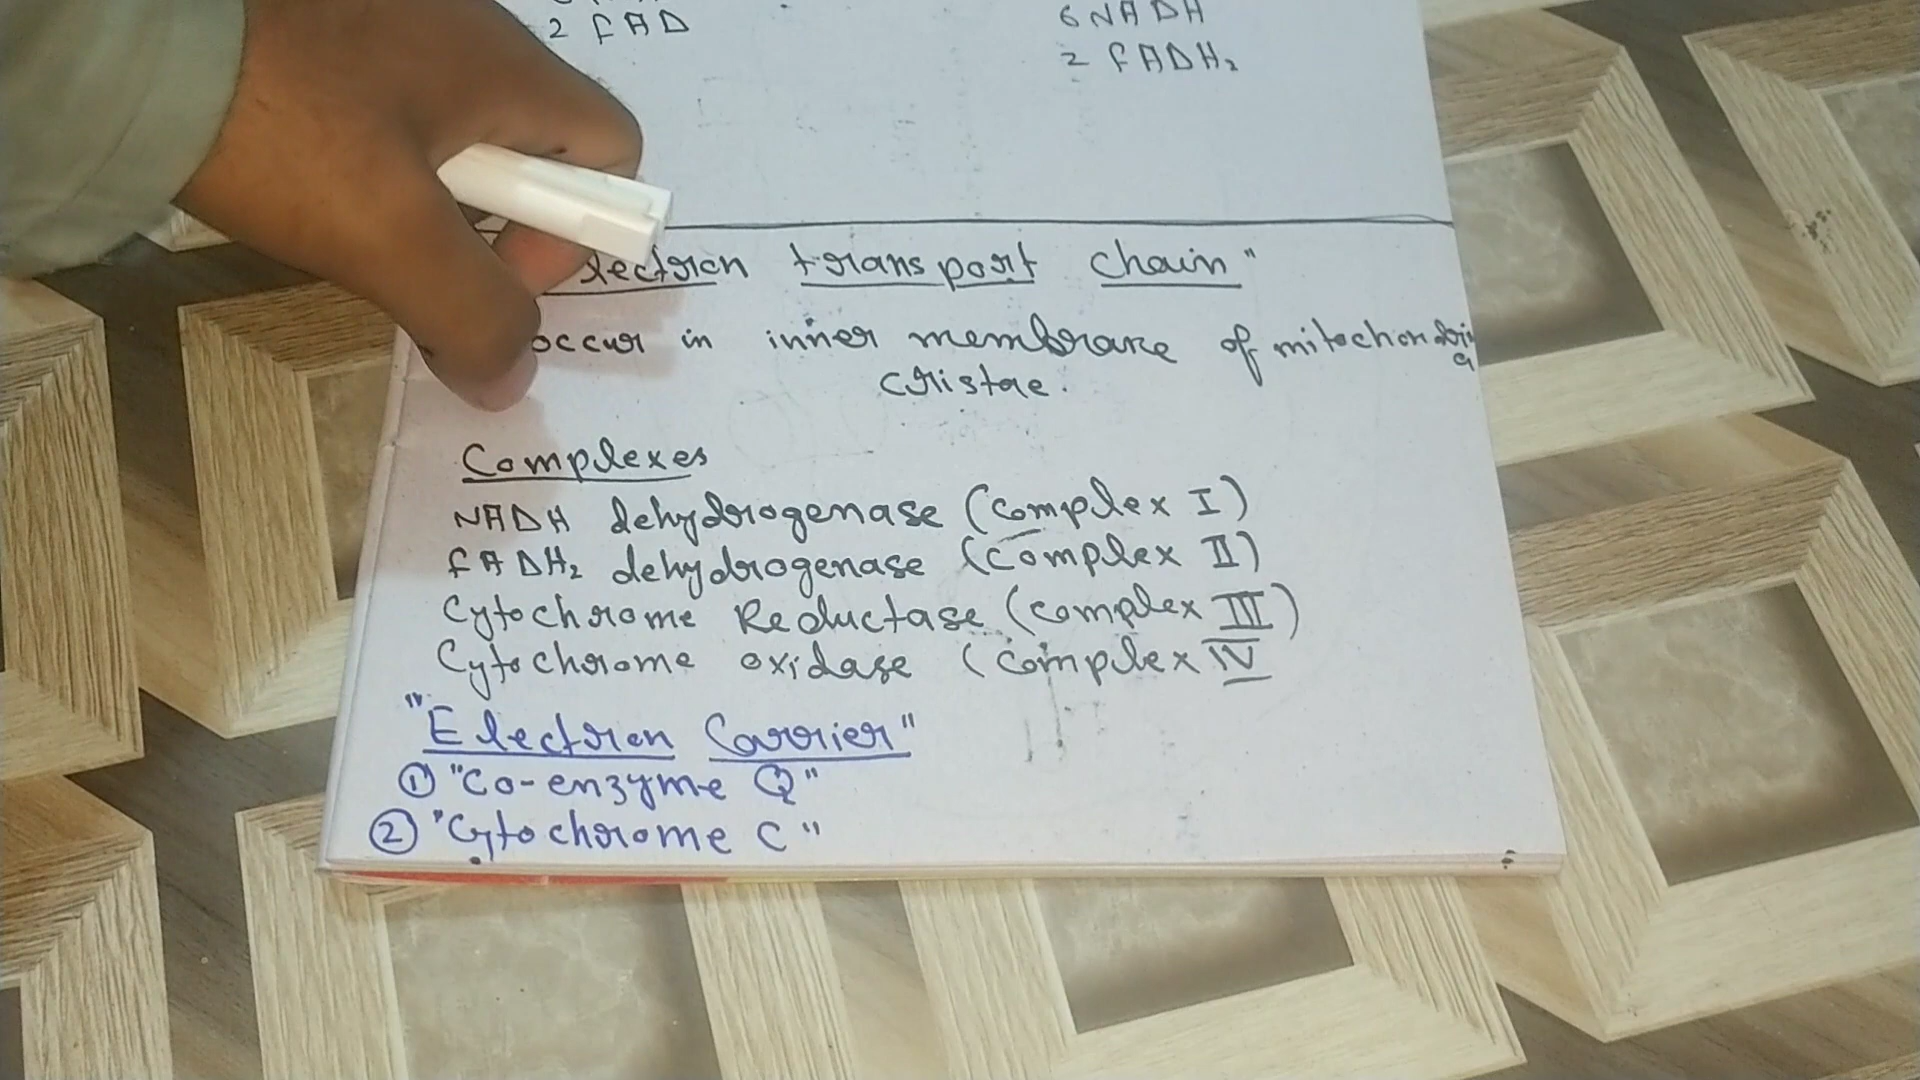 2 FAD
6 NADH
2 FADH₂
lectron transport chain"
occur in inner membrane of mitochondria
cristae.
Complexes
NADH dehydrogenase (complex I)
FADH₂ dehydrogenase (complex II)
Cytochrome Reductase (complex III)
Cytochrome oxidase (complex IV
"Electron Carrier"
① "Co-enzyme Q"
② "Cytochrome C"